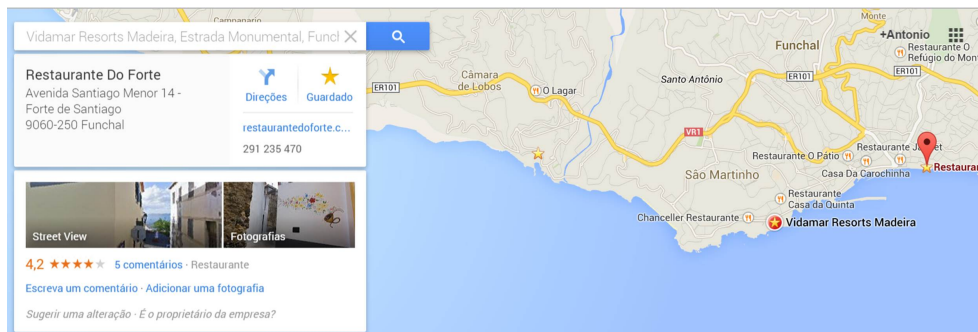 Vidamar Resorts Madeira, Estrada Monumental, Funcl
Restaurante Do Forte
Avenida Santiago Menor 14 -
Forte de Santiago
9060-250 Funchal
Direções
Guardado
restaurantedoforte.c...
291 235 470
Street View
Fotografias
4,2
5 comentários · Restaurante
Escreva um comentário · Adicionar uma fotografia
Sugerir uma alteração · É o proprietário da empresa?
Campanario
Monte
+Antonio
Funchal
Restaurante O
Refúgio do Mon
ER101
ER101
ER101
Câmara
de Lobos
O Lagar
Santo António
VR1
São Martinho
Restaurante O Pátio
Casa Da Carochinha
Restaurar
Restaurante
Casa da Quinta
Chanceller Restaurante
Vidamar Resorts Madeira